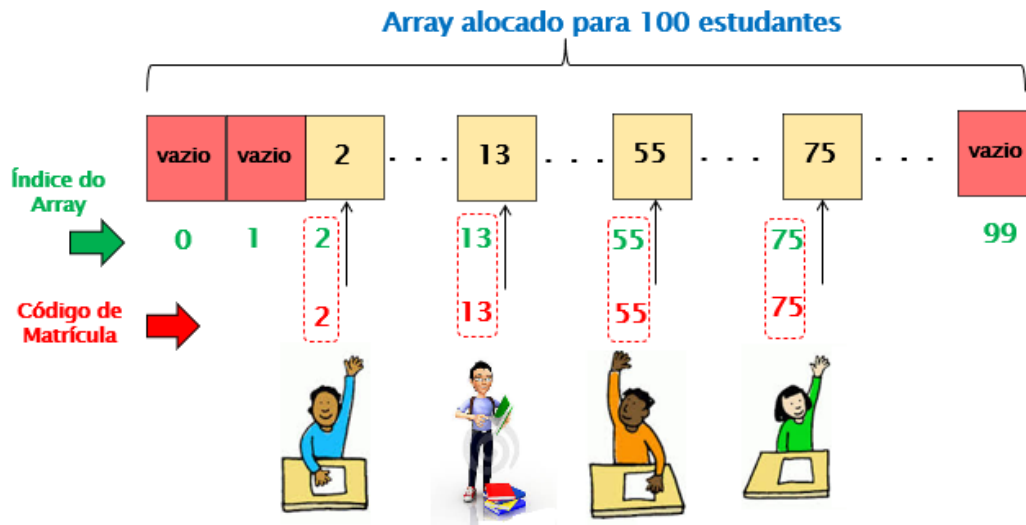 Array alocado para 100 estudantes
vazio vazio 2 . . . . 13 . . . . 55 . . . . 75 . . . . vazio
Índice do
Array
0 1 2 13 55 75 99
Código de
Matrícula
2 13 55 75